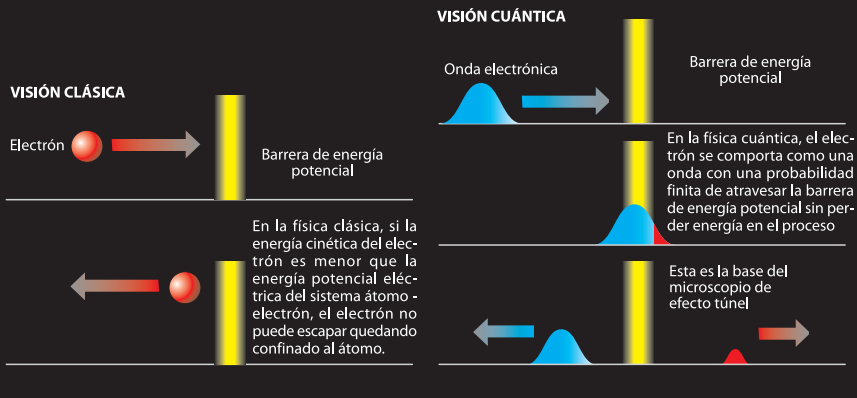 VISIÓN CLÁSICA
Electrón
Barrera de energía
potencial
En la física clásica, si la
energía cinética del elec-
trón es menor que la
energía potencial eléc-
trica del sistema átomo -
electrón, el electrón no
puede escapar quedando
confinado al átomo.
VISIÓN CUÁNTICA
Onda electrónica
Barrera de energía
potencial
En la física cuántica, el elec-
trón se comporta como una
onda con una probabilidad
finita de atravesar la barrera
de energía potencial sin per-
der energía en el proceso
Esta es la base del
microscopio de
efecto túnel